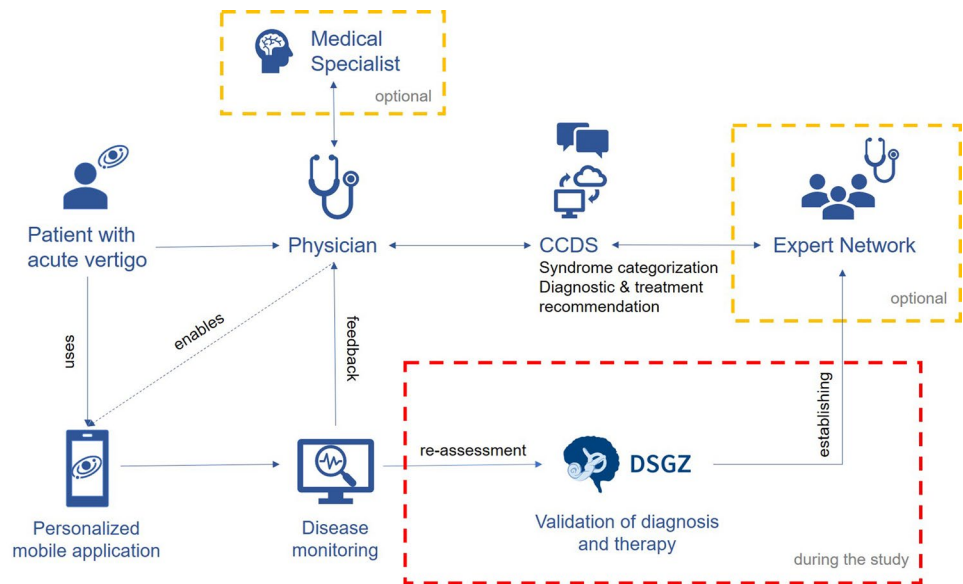 Medical
Specialist
optional
Patient with
acute vertigo
Physician
CCDS
Syndrome categorization
Diagnostic & treatment
recommendation
Expert Network
optional
uses
enables
feedback
establishing
re-assessment
DSGZ
Personalized
mobile application
Disease
monitoring
Validation of diagnosis
and therapy
during the study